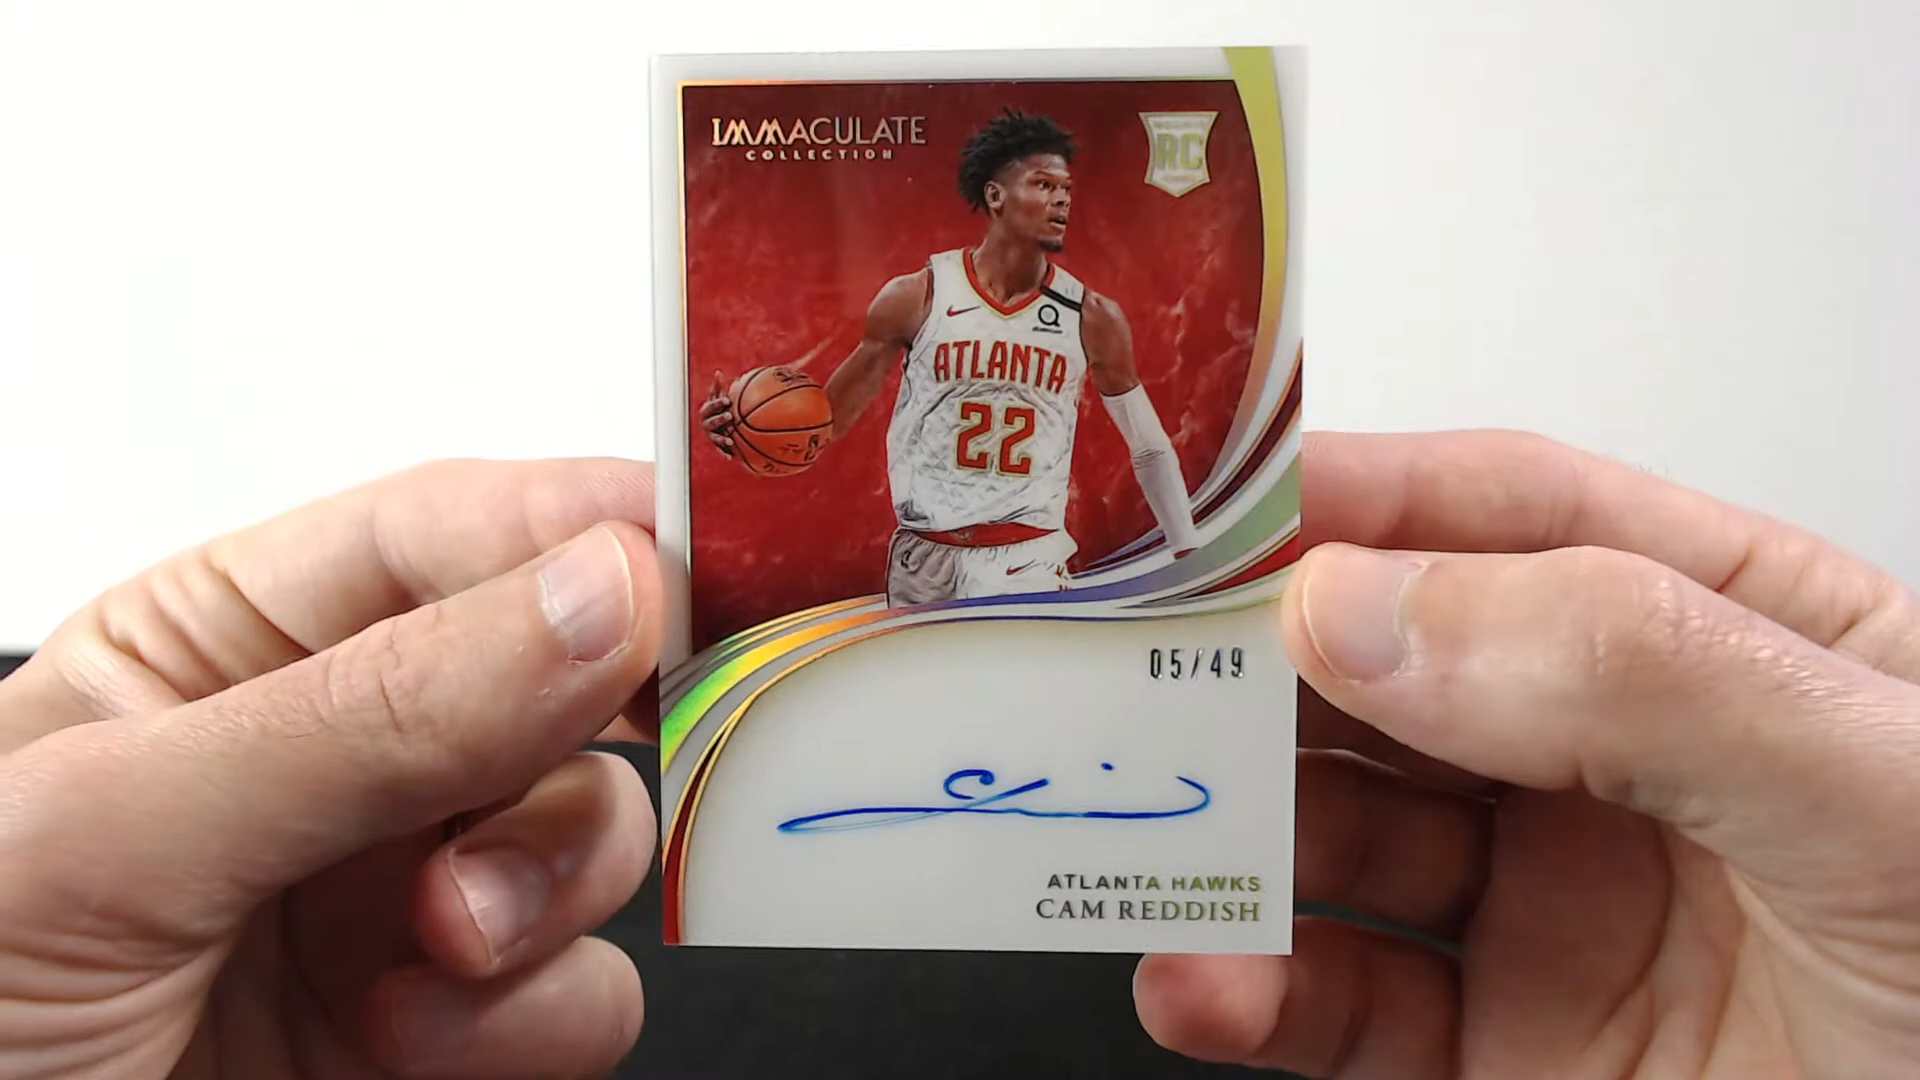 IMMACULATE
COLLECTION
RC
ATLANTA
22
05/49
ATLANTA HAWKS
CAM REDDISH